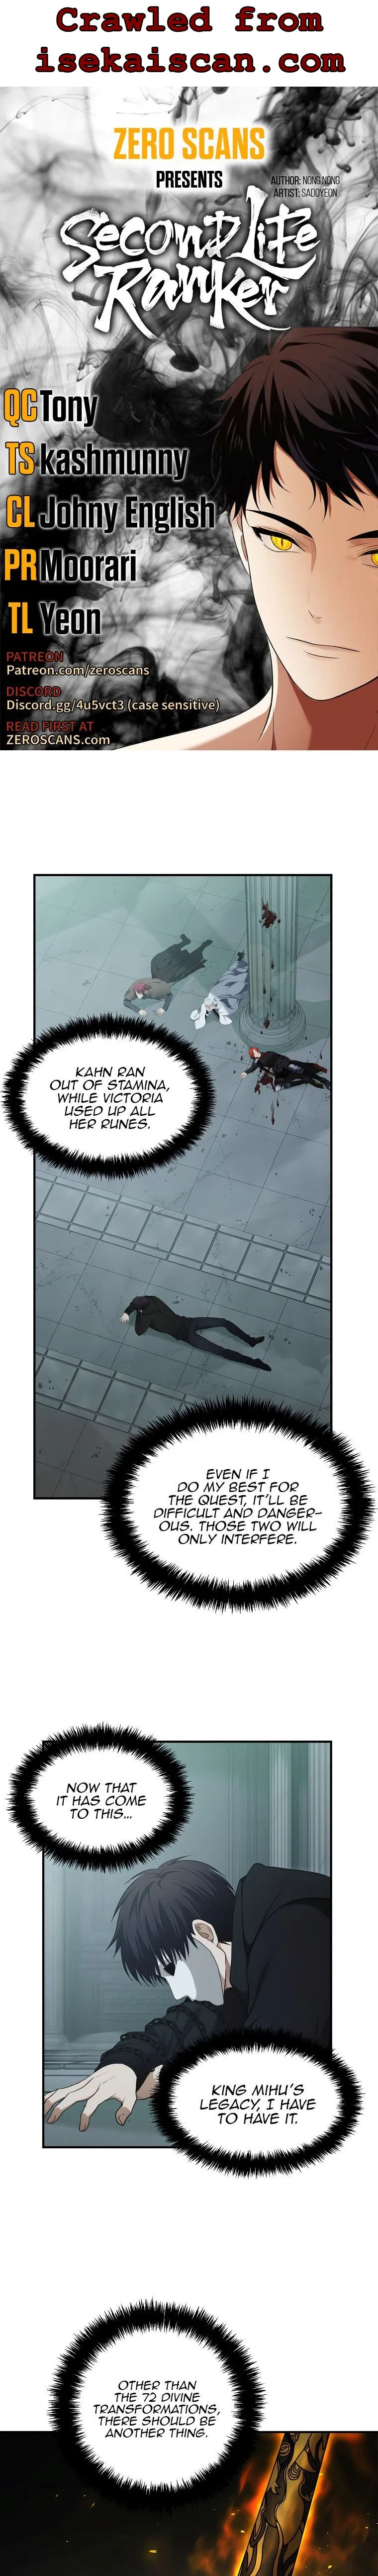 Crawled from
isekaiscan.com
ZERO SCANS
PRESENTS
AUTHOR: NONG NONG
ARTIST: SADOYEON
Second Life
Ranker
QC Tony
TS kashmunny
CL Johny English
PR Moorari
TL Yeon
PATREON
Patreon.com/zeroscans
DISCORD
Discord.gg/4u5vct3 (case sensitive)
READ FIRST AT
ZEROSCANS.com
KAHN RAN
OUT OF STAMINA,
WHILE VICTORIA
USED UP ALL
HER RUNES.
EVEN IF I
DO MY BEST FOR
THE QUEST, IT'LL BE
DIFFICULT AND DANGER-
OUS. THOSE TWO WILL
ONLY INTERFERE.
NOW THAT
IT HAS COME
TO THIS...
KING MIHU'S
LEGACY, I HAVE
TO HAVE IT.
OTHER THAN
THE 72 DIVINE
TRANSFORMATIONS,
THERE SHOULD BE
ANOTHER THING.